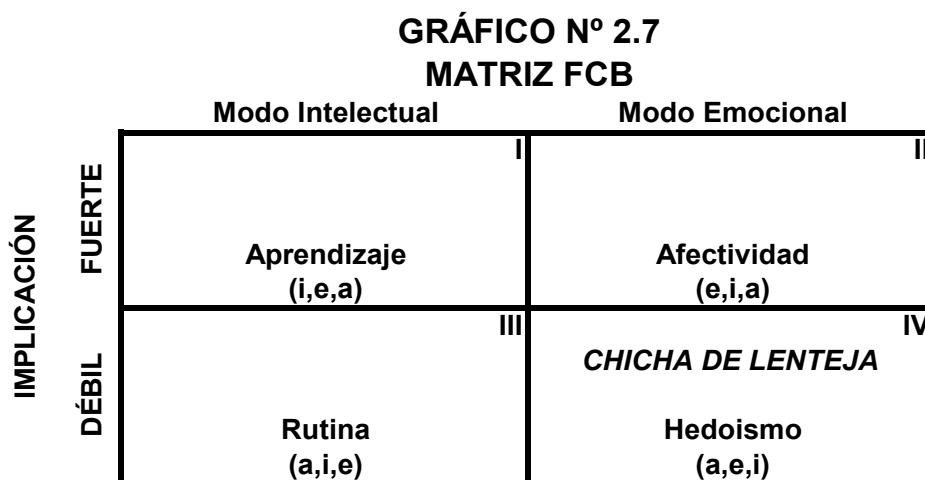 GRÁFICO Nº 2.7
MATRIZ FCB
Modo Intelectual Modo Emocional
IMPLICACIÓN
FUERTE
I
Aprendizaje
(i,e,a)
II
Afectividad
(e,i,a)
DÉBIL
III
Rutina
(a,i,e)
IV
CHICHA DE LENTEJA
Hedoismo
(a,e,i)